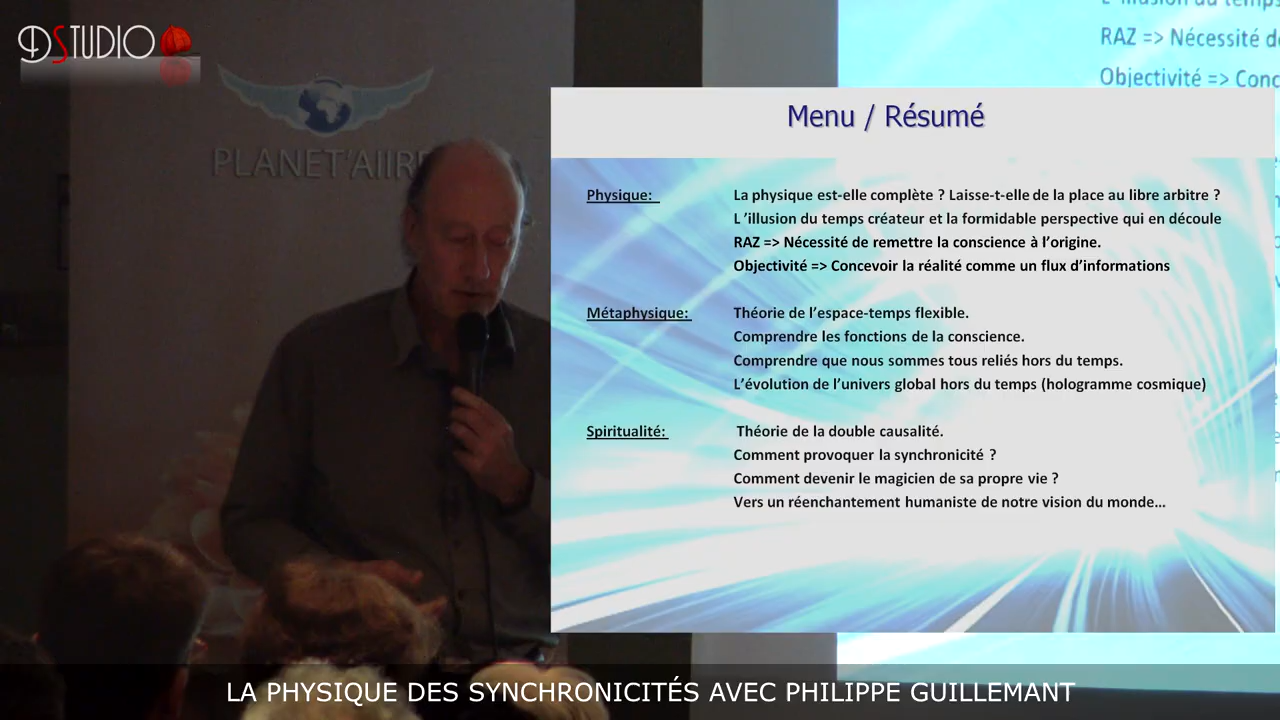 DSTUDIO
PLANET'AIIRE
L'illusion du temps
RAZ => Nécessité d
Objectivité => Conc
Menu / Résumé
Physique: La physique est-elle complète ? Laisse-t-elle de la place au libre arbitre ?
L ’illusion du temps créateur et la formidable perspective qui en découle
RAZ => Nécessité de remettre la conscience à l’origine.
Objectivité => Concevoir la réalité comme un flux d’informations
Métaphysique: Théorie de l’espace-temps flexible.
Comprendre les fonctions de la conscience.
Comprendre que nous sommes tous reliés hors du temps.
L’évolution de l’univers global hors du temps (hologramme cosmique)
Spiritualité: Théorie de la double causalité.
Comment provoquer la synchronicité ?
Comment devenir le magicien de sa propre vie ?
Vers un réenchantement humaniste de notre vision du monde…
LA PHYSIQUE DES SYNCHRONICITÉS AVEC PHILIPPE GUILLEMANT